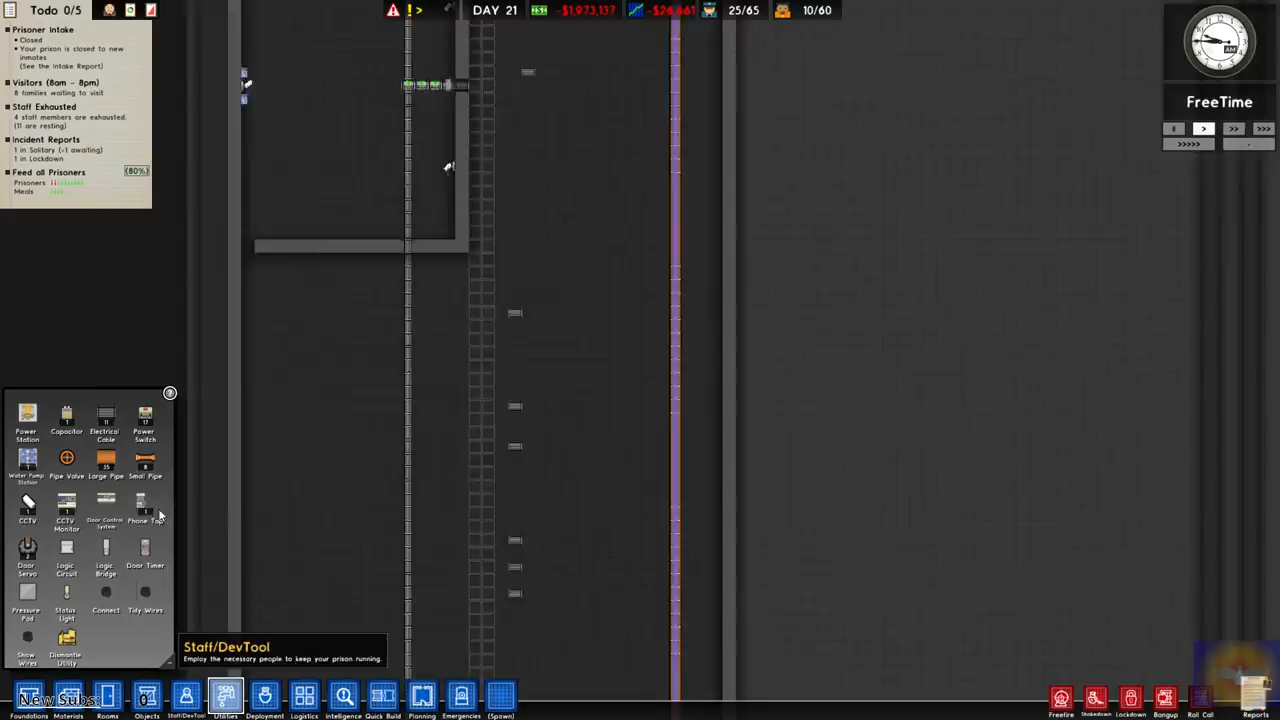 Todo 0/5
DAY 21
-$1,973,137
-$26,661
25/65
10/60
Prisoner Intake
Closed
Your prison is closed to new
inmates
(See the Intake Report)
Visitors (8am - 8pm)
8 families waiting to visit
Staff Exhausted
4 staff members are exhausted.
(11 are resting)
Incident Reports
1 in Solitary (-1 awaiting)
1 in Lockdown
Feed all Prisoners
(80%)
Prisoners
Meals
AM
FreeTime
Power
Station
Capacitor
Electrical
Cable
Power
Switch
Water Pump
Station
Pipe Valve
Large Pipe
Small Pipe
CCTV
CCTV
Monitor
Door Control
System
Phone Tap
Door
Servo
Logic
Circuit
Logic
Bridge
Door Timer
Pressure
Pad
Status
Light
Connect
Tidy Wires
Show
Wires
Dismantle
Utility
Staff/DevTool
Employ the necessary people to keep your prison running.
New Subs: 0
Foundations
Materials
Rooms
Objects
Staff/DevTool
Utilities
Deployment
Logistics
Intelligence
Quick Build
Planning
Emergencies
(Spawn)
Freefire
Shakedown
Lockdown
Bangup
Roll Call
Reports